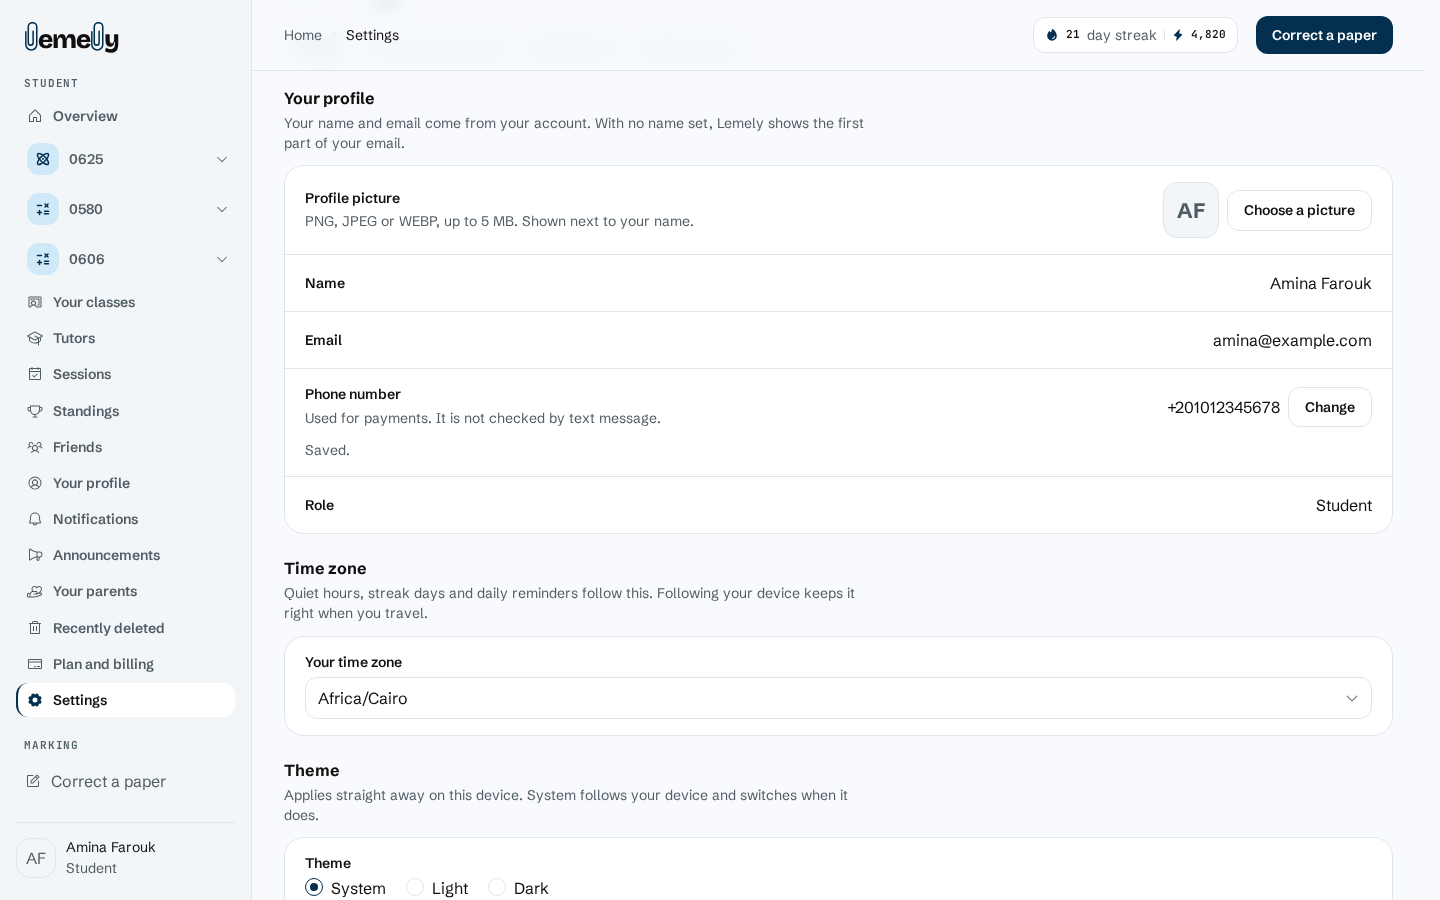 lemely
STUDENT
Overview
0625
0580
0606
Your classes
Tutors
Sessions
Standings
Friends
Your profile
Notifications
Announcements
Your parents
Recently deleted
Plan and billing
Settings
MARKING
Correct a paper
AF
Amina Farouk
Student
Home
Settings
21 day streak
4,820
Correct a paper
Your profile
Your name and email come from your account. With no name set, Lemely shows the first
part of your email.
Profile picture
PNG, JPEG or WEBP, up to 5 MB. Shown next to your name.
AF
Choose a picture
Name
Amina Farouk
Email
amina@example.com
Phone number
Used for payments. It is not checked by text message.
+201012345678
Change
Saved.
Role
Student
Time zone
Quiet hours, streak days and daily reminders follow this. Following your device keeps it
right when you travel.
Your time zone
Africa/Cairo
Theme
Applies straight away on this device. System follows your device and switches when it
does.
Theme
System
Light
Dark